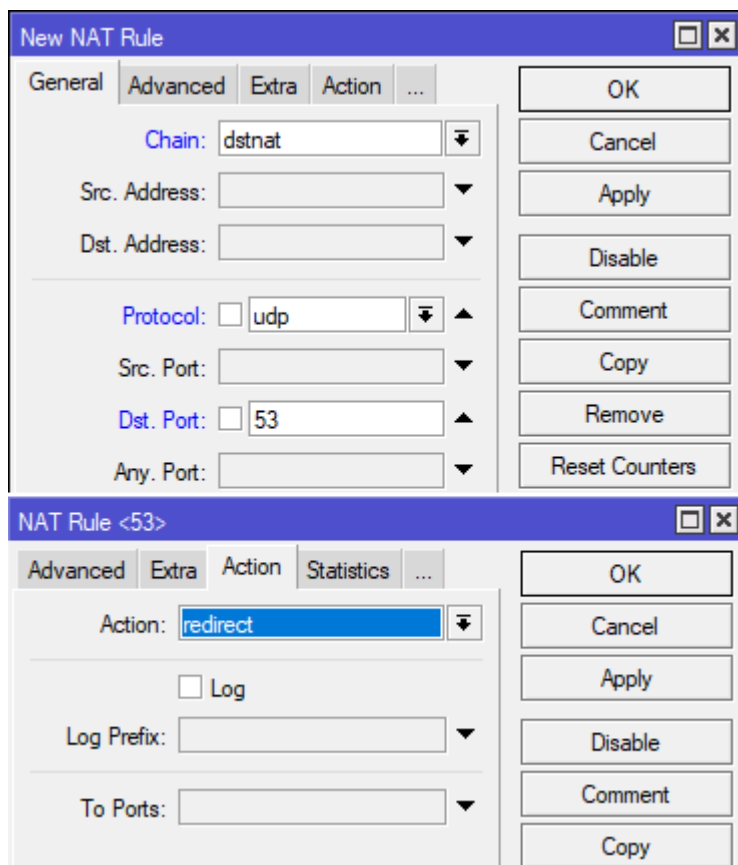 New NAT Rule
General Advanced Extra Action ... OK
Chain: dstnat Cancel
Src. Address: Apply
Dst. Address:
Disable
Protocol: udp Comment
Src. Port: Copy
Dst. Port: 53 Remove
Any. Port: Reset Counters
NAT Rule <53>
Advanced Extra Action Statistics ... OK
Action: redirect Cancel
Log Apply
Log Prefix: Disable
To Ports: Comment
Copy